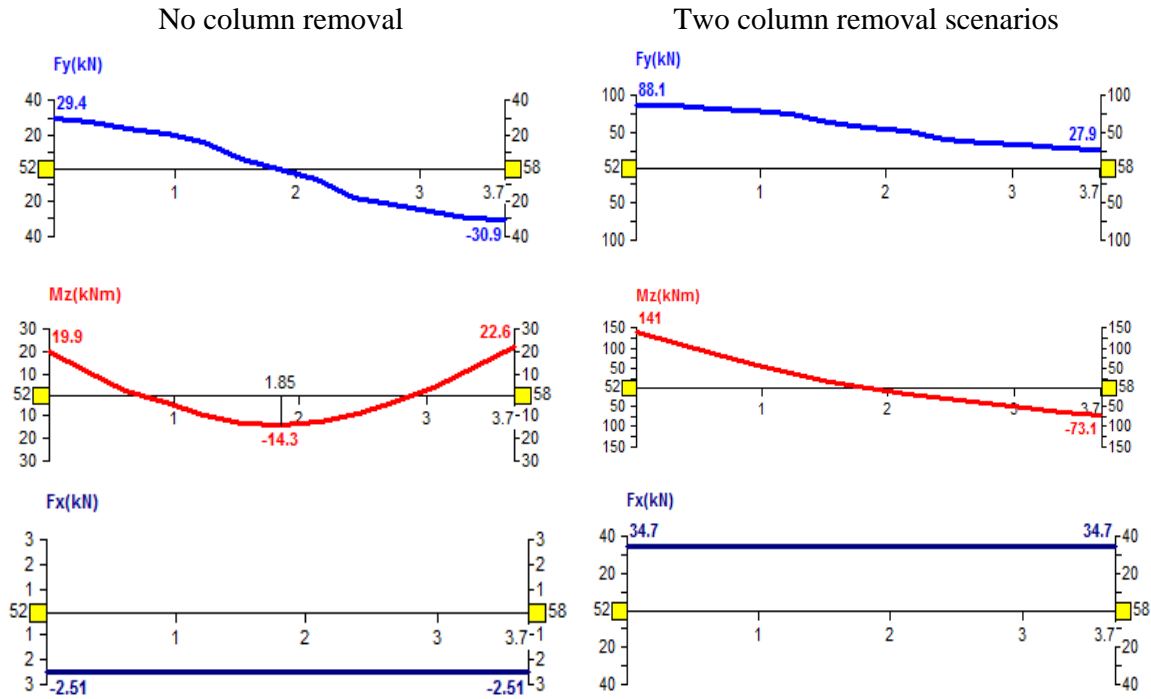 No column removal
Two column removal scenarios
Fy(kN)
40 29.4 40
20 20
52 58
1 2 3 3.7
20 20
40 -30.9 40
Fy(kN)
100 88.1 100
50 27.9 50
52 58
1 2 3 3.7
50 50
100 100
Mz(kNm)
30 19.9 22.6 30
20 20
10 1.85 10
52 58
10 1 2 3 3.7 10
20 -14.3 20
30 30
Mz(kNm)
150 141 150
100 100
50 50
52 58
50 1 2 3 3.7 50
100 -73.1 100
150 150
Fx(kN)
3 3
2 2
1 1
52 58
1 1 2 3 3.7 1
2 2
3 -2.51 -2.51 3
Fx(kN)
40 34.7 34.7 40
20 20
52 58
1 2 3 3.7
20 20
40 40